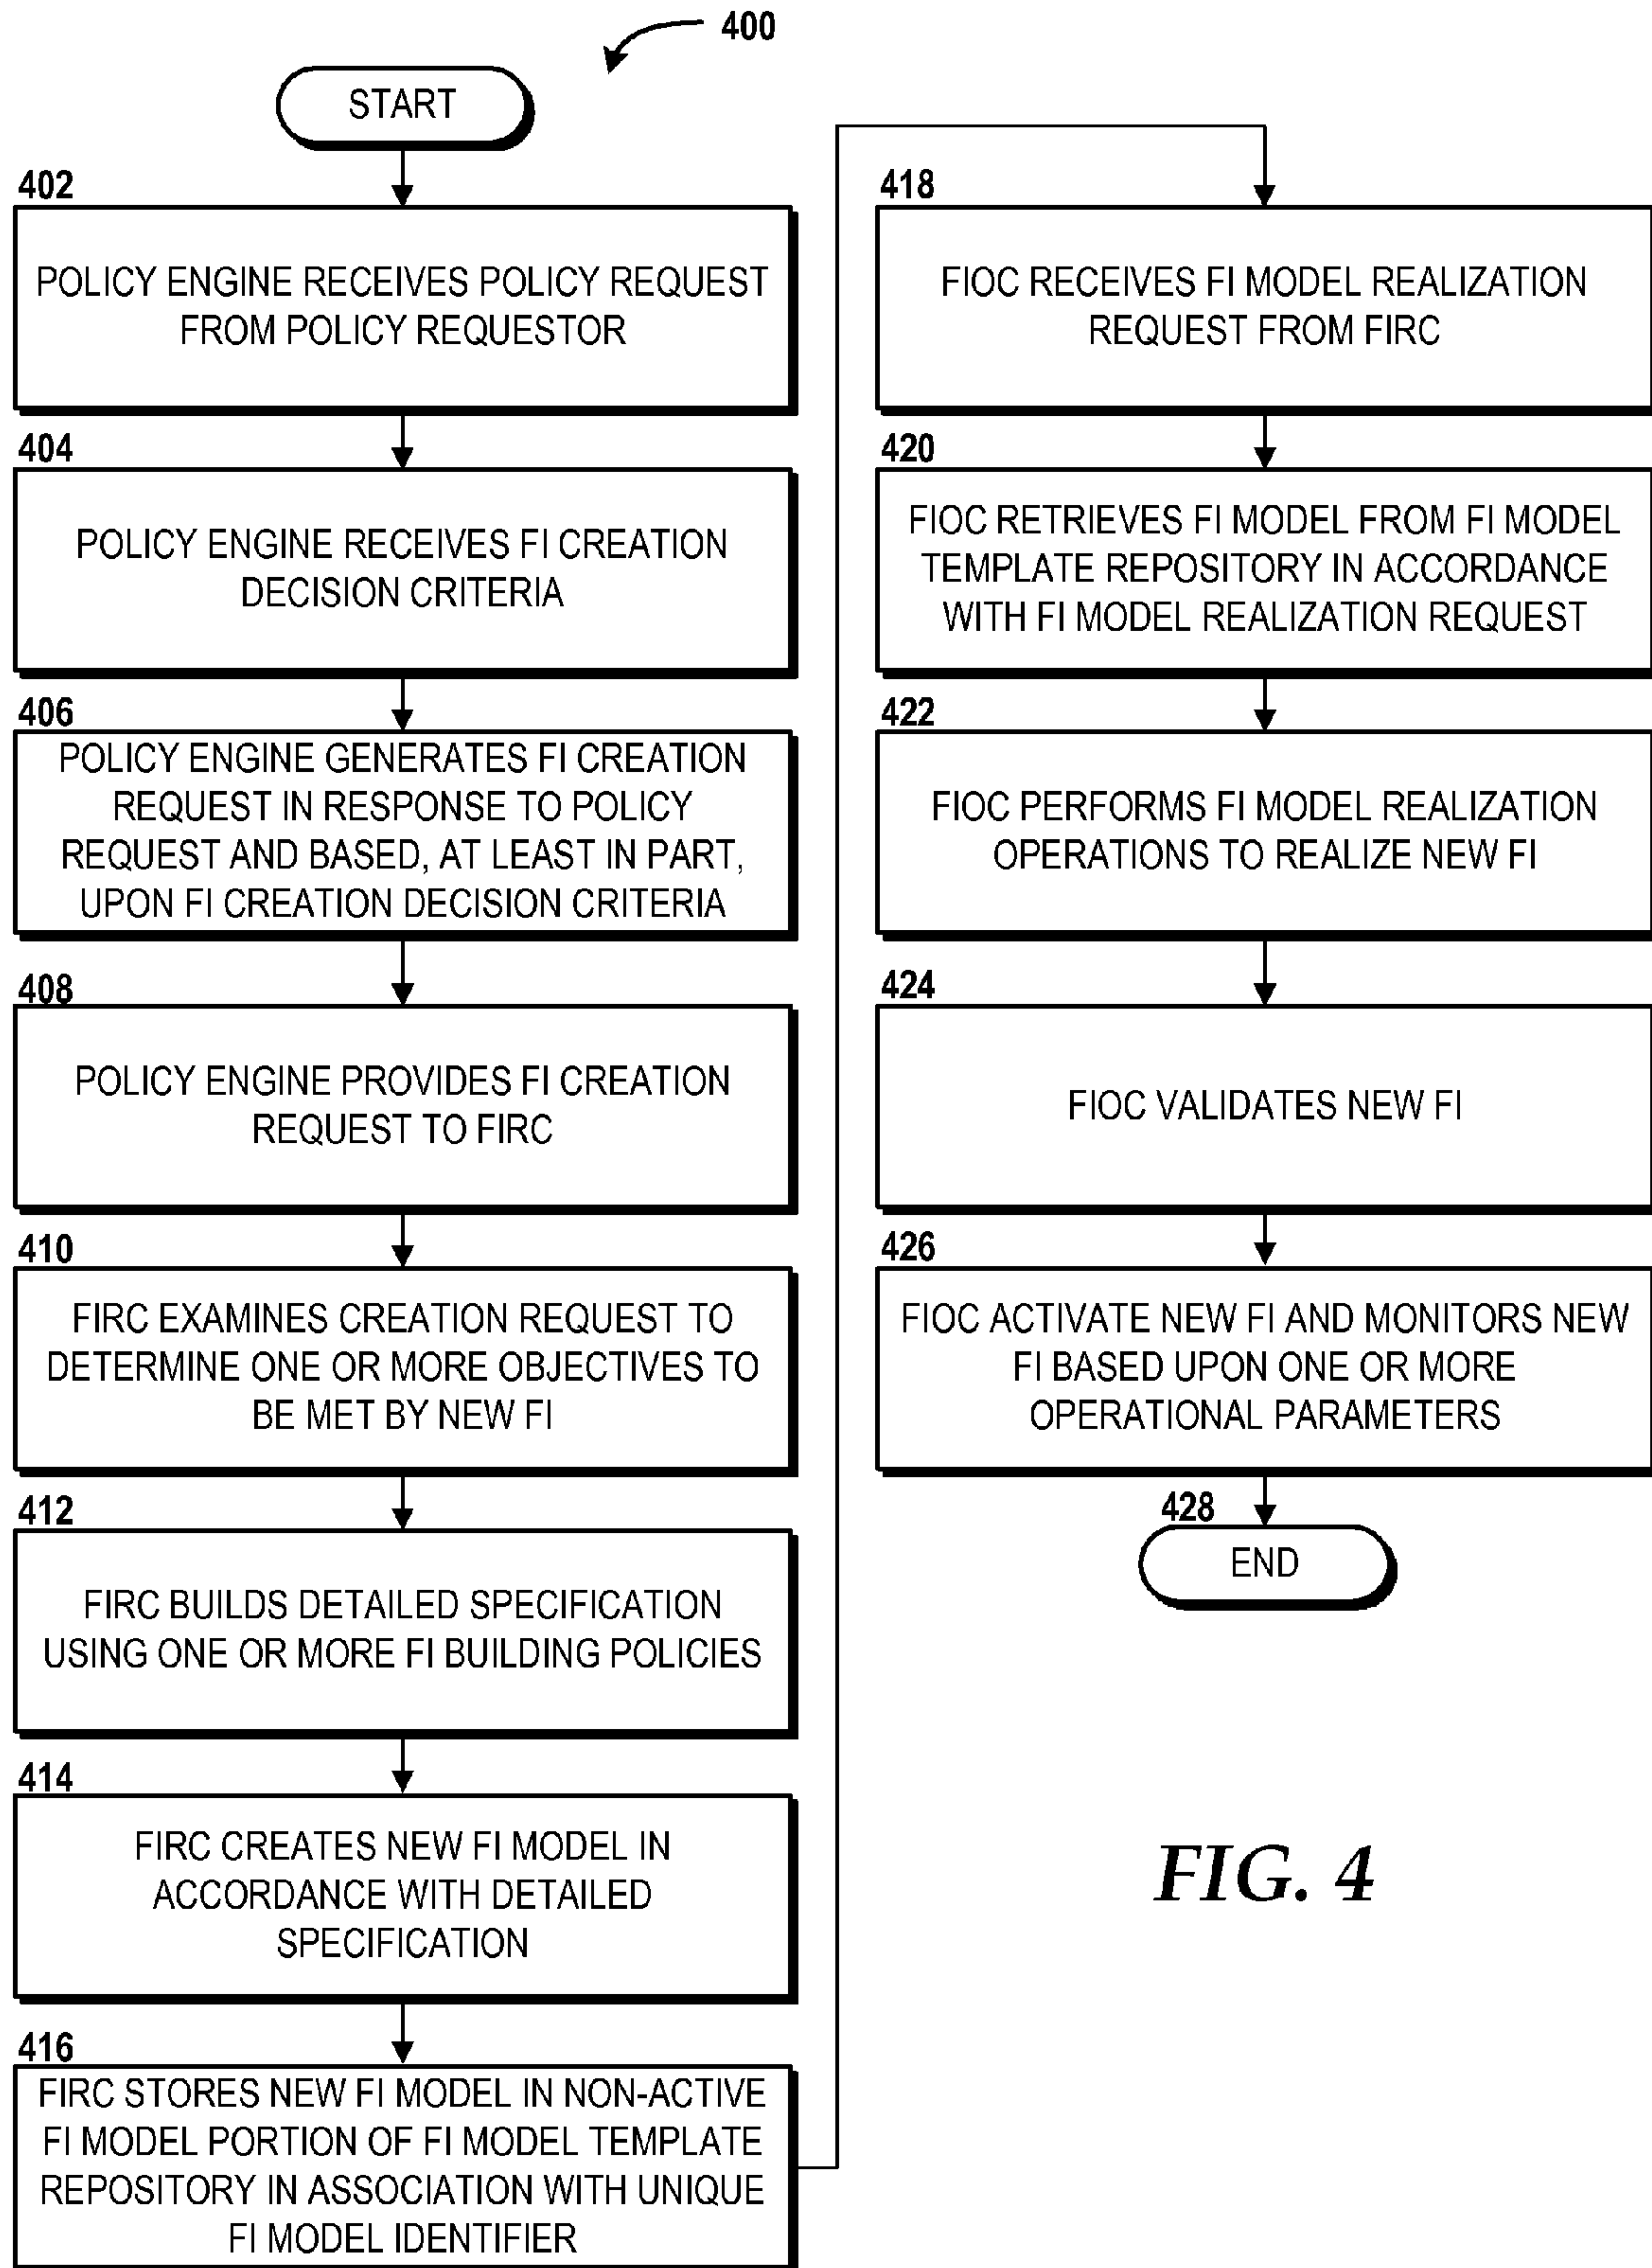 400
START
402
POLICY ENGINE RECEIVES POLICY REQUEST
FROM POLICY REQUESTOR
404
POLICY ENGINE RECEIVES FI CREATION
DECISION CRITERIA
406
POLICY ENGINE GENERATES FI CREATION
REQUEST IN RESPONSE TO POLICY
REQUEST AND BASED, AT LEAST IN PART,
UPON FI CREATION DECISION CRITERIA
408
POLICY ENGINE PROVIDES FI CREATION
REQUEST TO FIRC
410
FIRC EXAMINES CREATION REQUEST TO
DETERMINE ONE OR MORE OBJECTIVES TO
BE MET BY NEW FI
412
FIRC BUILDS DETAILED SPECIFICATION
USING ONE OR MORE FI BUILDING POLICIES
414
FIRC CREATES NEW FI MODEL IN
ACCORDANCE WITH DETAILED
SPECIFICATION
416
FIRC STORES NEW FI MODEL IN NON-ACTIVE
FI MODEL PORTION OF FI MODEL TEMPLATE
REPOSITORY IN ASSOCIATION WITH UNIQUE
FI MODEL IDENTIFIER
418
FIOC RECEIVES FI MODEL REALIZATION
REQUEST FROM FIRC
420
FIOC RETRIEVES FI MODEL FROM FI MODEL
TEMPLATE REPOSITORY IN ACCORDANCE
WITH FI MODEL REALIZATION REQUEST
422
FIOC PERFORMS FI MODEL REALIZATION
OPERATIONS TO REALIZE NEW FI
424
FIOC VALIDATES NEW FI
426
FIOC ACTIVATE NEW FI AND MONITORS NEW
FI BASED UPON ONE OR MORE
OPERATIONAL PARAMETERS
428
END
FIG. 4